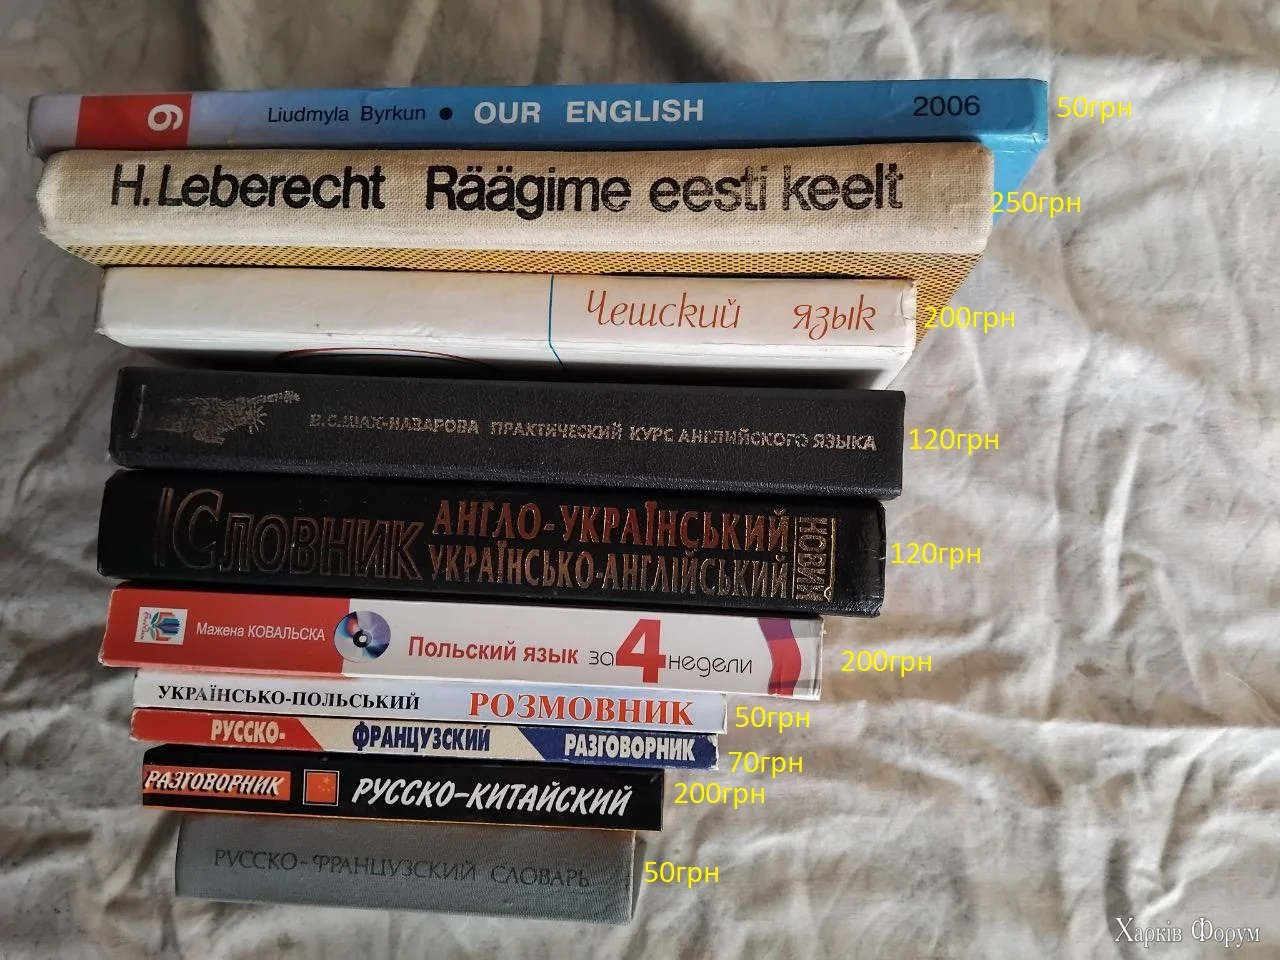 6 Liudmyla Byrkun • OUR ENGLISH 2006 50грн
H. Leberecht Räägime eesti keelt 250грн
Чешский язык 200грн
В.С.ШАХ-НАЗАРОВА ПРАКТИЧЕСКИЙ КУРС АНГЛИЙСКОГО ЯЗЫКА 120грн
СЛОВНИК АНГЛО-УКРАЇНСЬКИЙ НОВИЙ
УКРАЇНСЬКО-АНГЛІЙСЬКИЙ 120грн
Мажена КОВАЛЬСКА Польский язык за 4 недели 200грн
УКРАЇНСЬКО-ПОЛЬСЬКИЙ РОЗМОВНИК 50грн
РУССКО-ФРАНЦУЗСКИЙ РАЗГОВОРНИК 70грн
РАЗГОВОРНИК РУССКО-КИТАЙСКИЙ 200грн
РУССКО-ФРАНЦУЗСКИЙ СЛОВАРЬ 50грн
Харків Форум